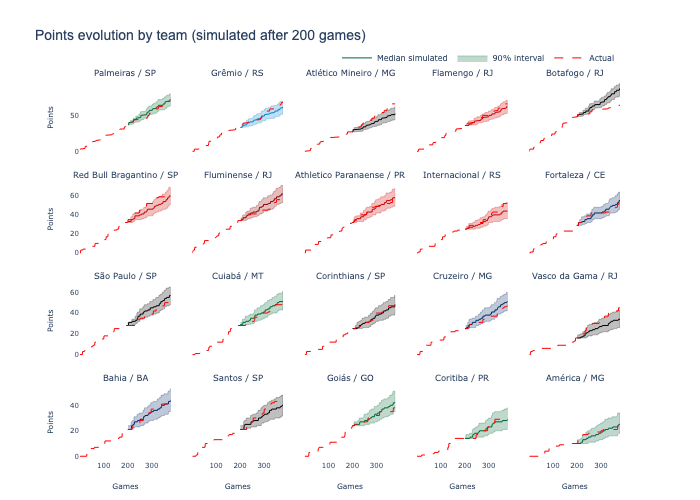 Points evolution by team (simulated after 200 games)
Median simulated 90% interval Actual
Palmeiras / SP Grêmio / RS Atlético Mineiro / MG Flamengo / RJ Botafogo / RJ
Points
50
0
Red Bull Bragantino / SP Fluminense / RJ Athletico Paranaense / PR Internacional / RS Fortaleza / CE
Points
60
40
20
0
São Paulo / SP Cuiabá / MT Corinthians / SP Cruzeiro / MG Vasco da Gama / RJ
Points
60
40
20
0
Bahia / BA Santos / SP Goiás / GO Coritiba / PR América / MG
Points
40
20
0
100 200 300 100 200 300 100 200 300 100 200 300 100 200 300
Games Games Games Games Games